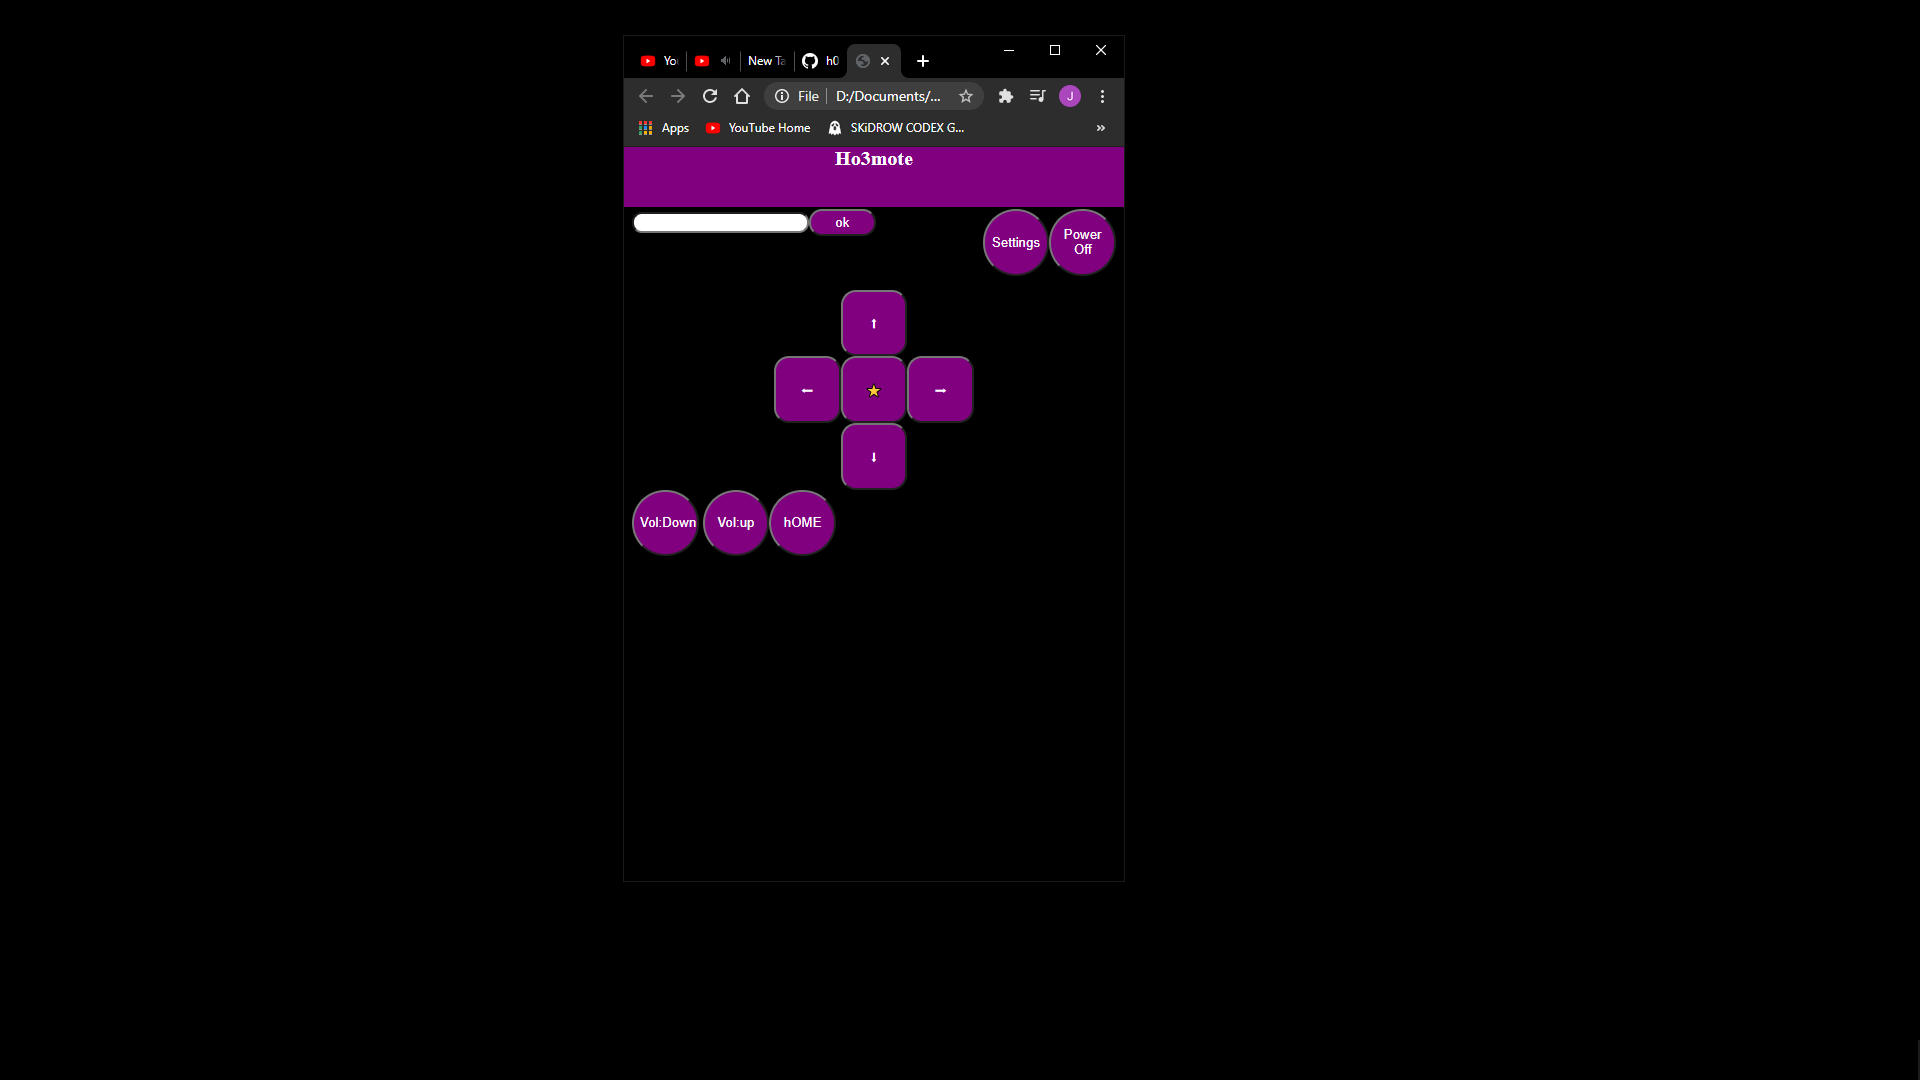 Yo
New Ta
h0
File
D:/Documents/...
J
Apps
YouTube Home
SKiDROW CODEX G...
»
Ho3mote
ok
Settings
Power
Off
↑
←
★
→
↓
Vol:Down
Vol:up
hOME